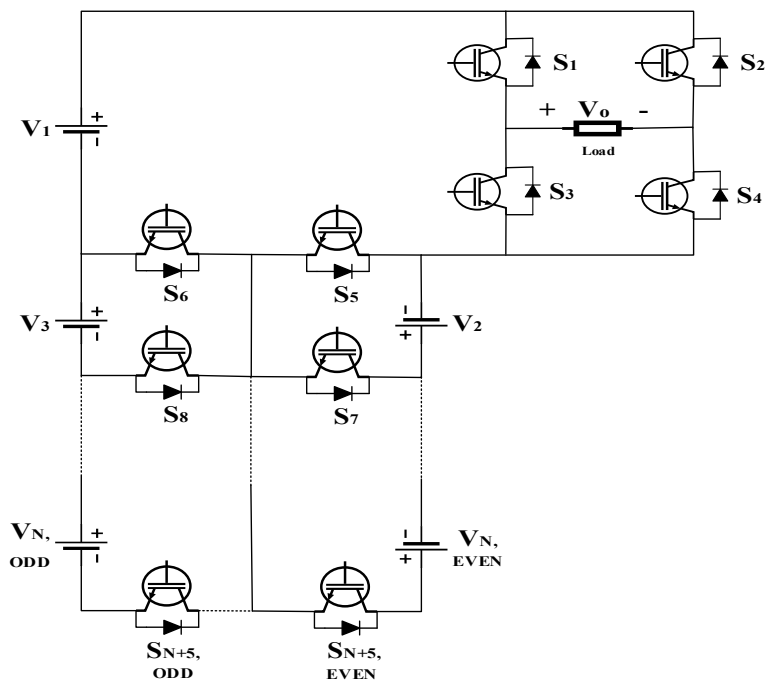 S1
S2
+ Vo -
Load
V1
+
-
S3
S4
S6
S5
V3
+
-
-
+
V2
S8
S7
VN,
ODD
+
-
-
+
VN,
EVEN
SN+5,
ODD
SN+5,
EVEN